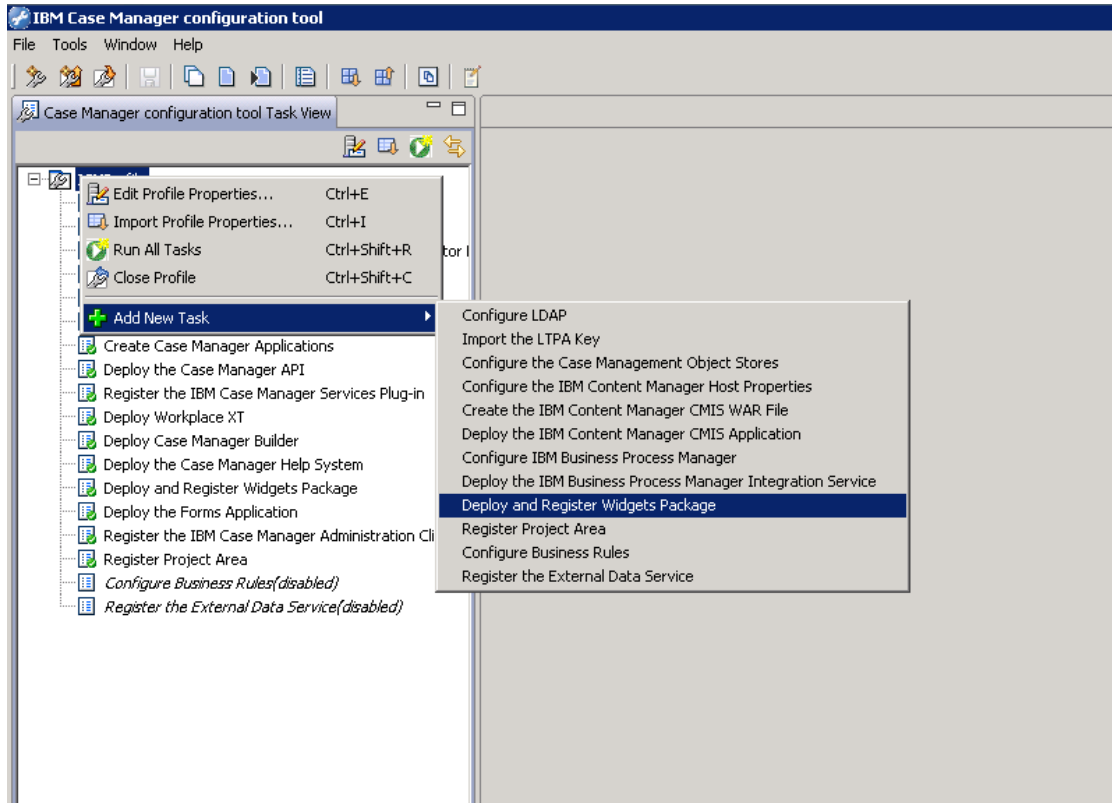 IBM Case Manager configuration tool
File Tools Window Help
Case Manager configuration tool Task View
Edit Profile Properties... Ctrl+E
Import Profile Properties... Ctrl+I
Run All Tasks Ctrl+Shift+R
tor
Close Profile Ctrl+Shift+C
Add New Task
Configure LDAP
Import the LTPA Key
Configure the Case Management Object Stores
Configure the IBM Content Manager Host Properties
Create the IBM Content Manager CMIS WAR File
Deploy the IBM Content Manager CMIS Application
Configure IBM Business Process Manager
Deploy the IBM Business Process Manager Integration Service
Deploy and Register Widgets Package
Register Project Area
Configure Business Rules
Register the External Data Service
Create Case Manager Applications
Deploy the Case Manager API
Register the IBM Case Manager Services Plug-in
Deploy Workplace XT
Deploy Case Manager Builder
Deploy the Case Manager Help System
Deploy and Register Widgets Package
Deploy the Forms Application
Register the IBM Case Manager Administration Cli
Register Project Area
Configure Business Rules(disabled)
Register the External Data Service(disabled)